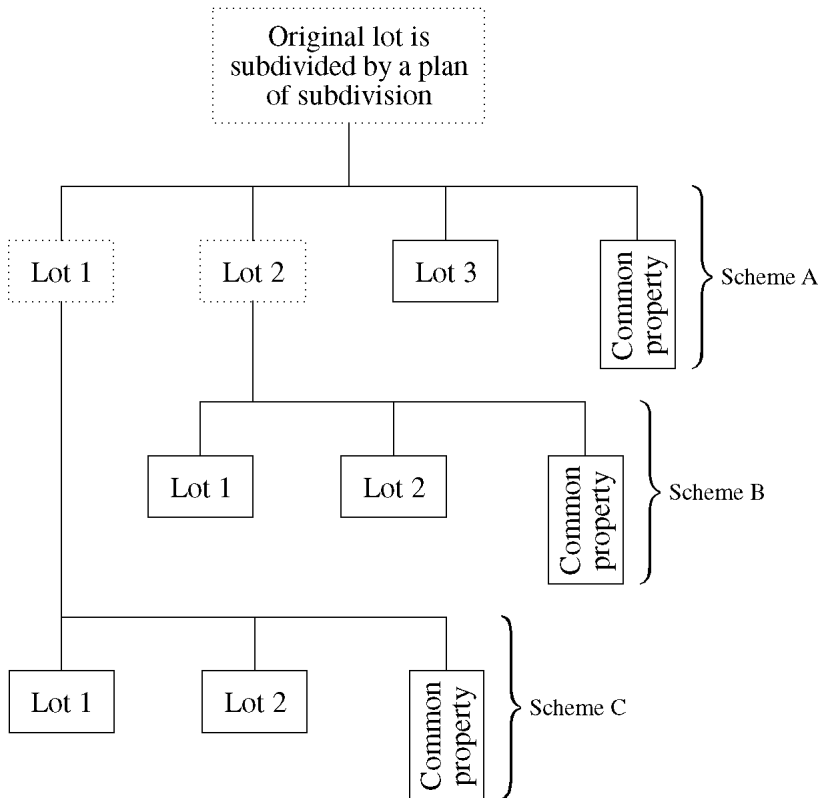 Original lot is
subdivided by a plan
of subdivision
Lot 1
Lot 2
Lot 3
Common
property
Scheme A
Lot 1
Lot 2
Common
property
Scheme B
Lot 1
Lot 2
Common
property
Scheme C